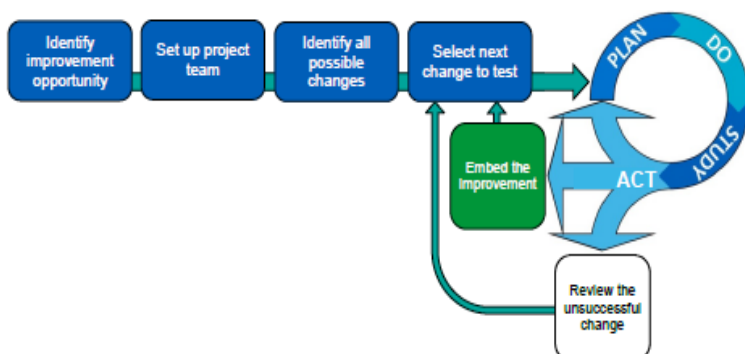 Identify
improvement
opportunity
Set up project
team
Identify all
possible
changes
Select next
change to test
PLAN
DO
STUDY
ACT
Embed the
Improvement
Review the
unsuccessful
change